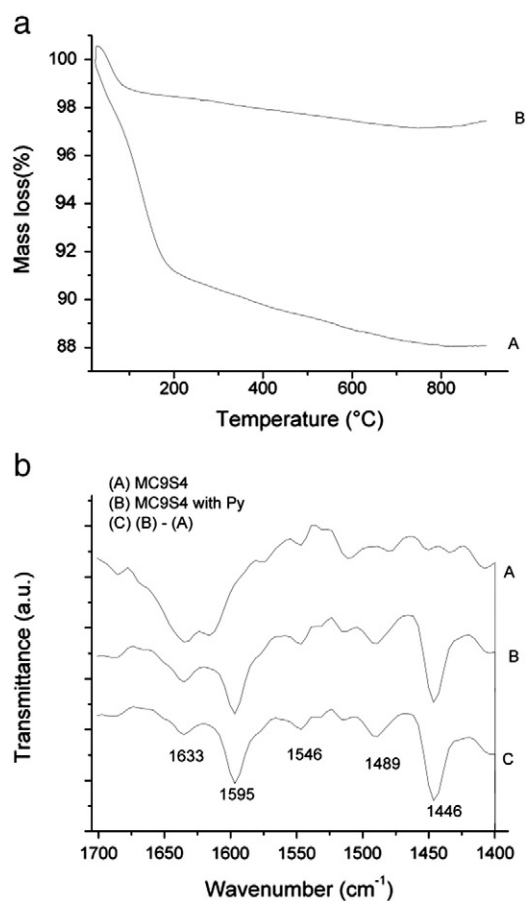 a
100
98
96
94
92
90
88
Mass loss(%)
B
A
200 400 600 800
Temperature (°C)
b
(A) MC9S4
(B) MC9S4 with Py
(C) (B) - (A)
Transmittance (a.u.)
A
B
C
1633
1595
1546
1489
1446
1700 1650 1600 1550 1500 1450 1400
Wavenumber (cm⁻¹)